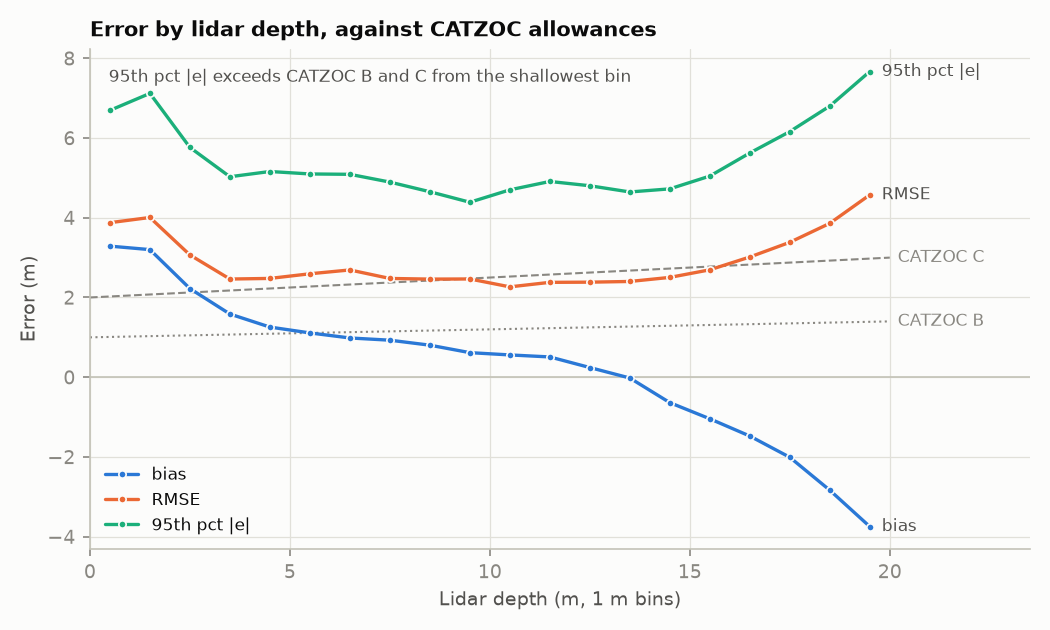 Error by lidar depth, against CATZOC allowances
95th pct |e| exceeds CATZOC B and C from the shallowest bin
8
6
4
2
0
−2
−4
Error (m)
95th pct |e|
RMSE
CATZOC C
CATZOC B
bias
bias
RMSE
95th pct |e|
0
5
10
15
20
Lidar depth (m, 1 m bins)